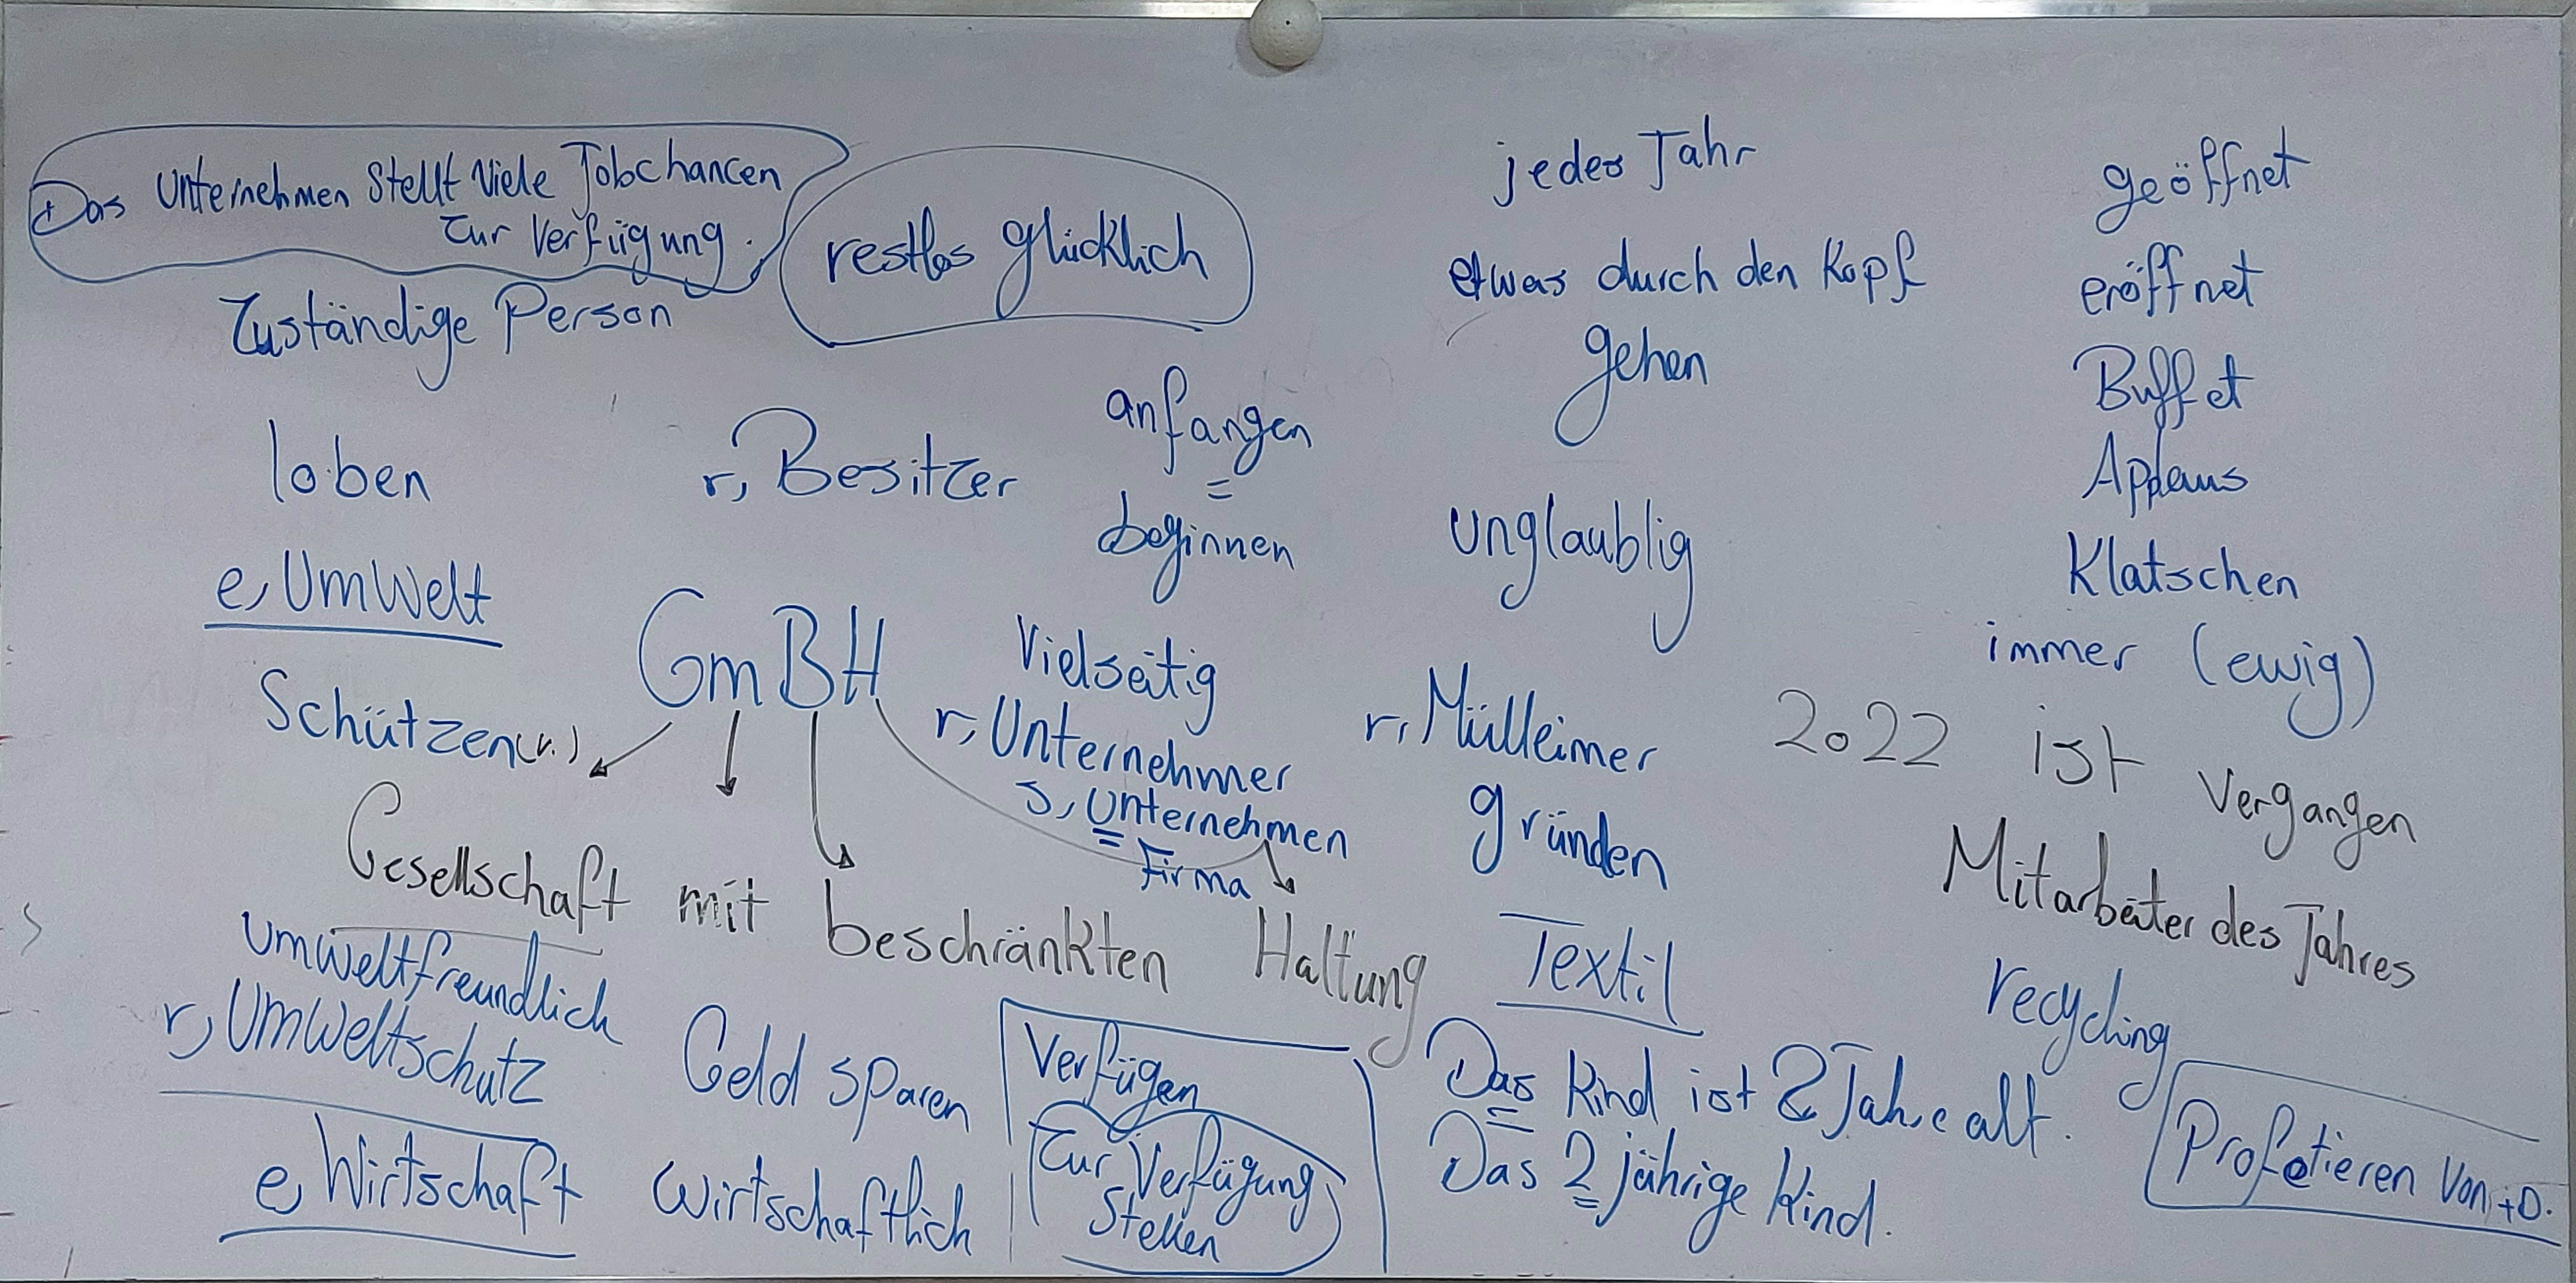 Das Unternehmen stellt viele Jobchancen
zur Verfügung.
Zuständige Person
restlos glücklich
loben
r, Besitzer
anfangen
=
beginnen
e, Umwelt
Schützen (v.)
GmBH
Gesellschaft mit beschränkten Haltung
Vielseitig
r, Unternehmer
s, Unternehmen
= Firma
umweltfreundlich
r, Umweltschutz
e, Wirtschaft
Geld sparen
wirtschaftlich
Verfügen
zur Verfügung
stellen
jedes Jahr
etwas durch den Kopf
gehen
unglaublig
r, Mülleimer
gründen
Textil
Das Kind ist 2 Jahre alt.
Das 2 jährige Kind.
geöffnet
eröffnet
Buffet
Applaus
Klatschen
immer (ewig)
2022 ist vergangen
Mitarbeiter des Jahres
recycling
Profetieren von + D.